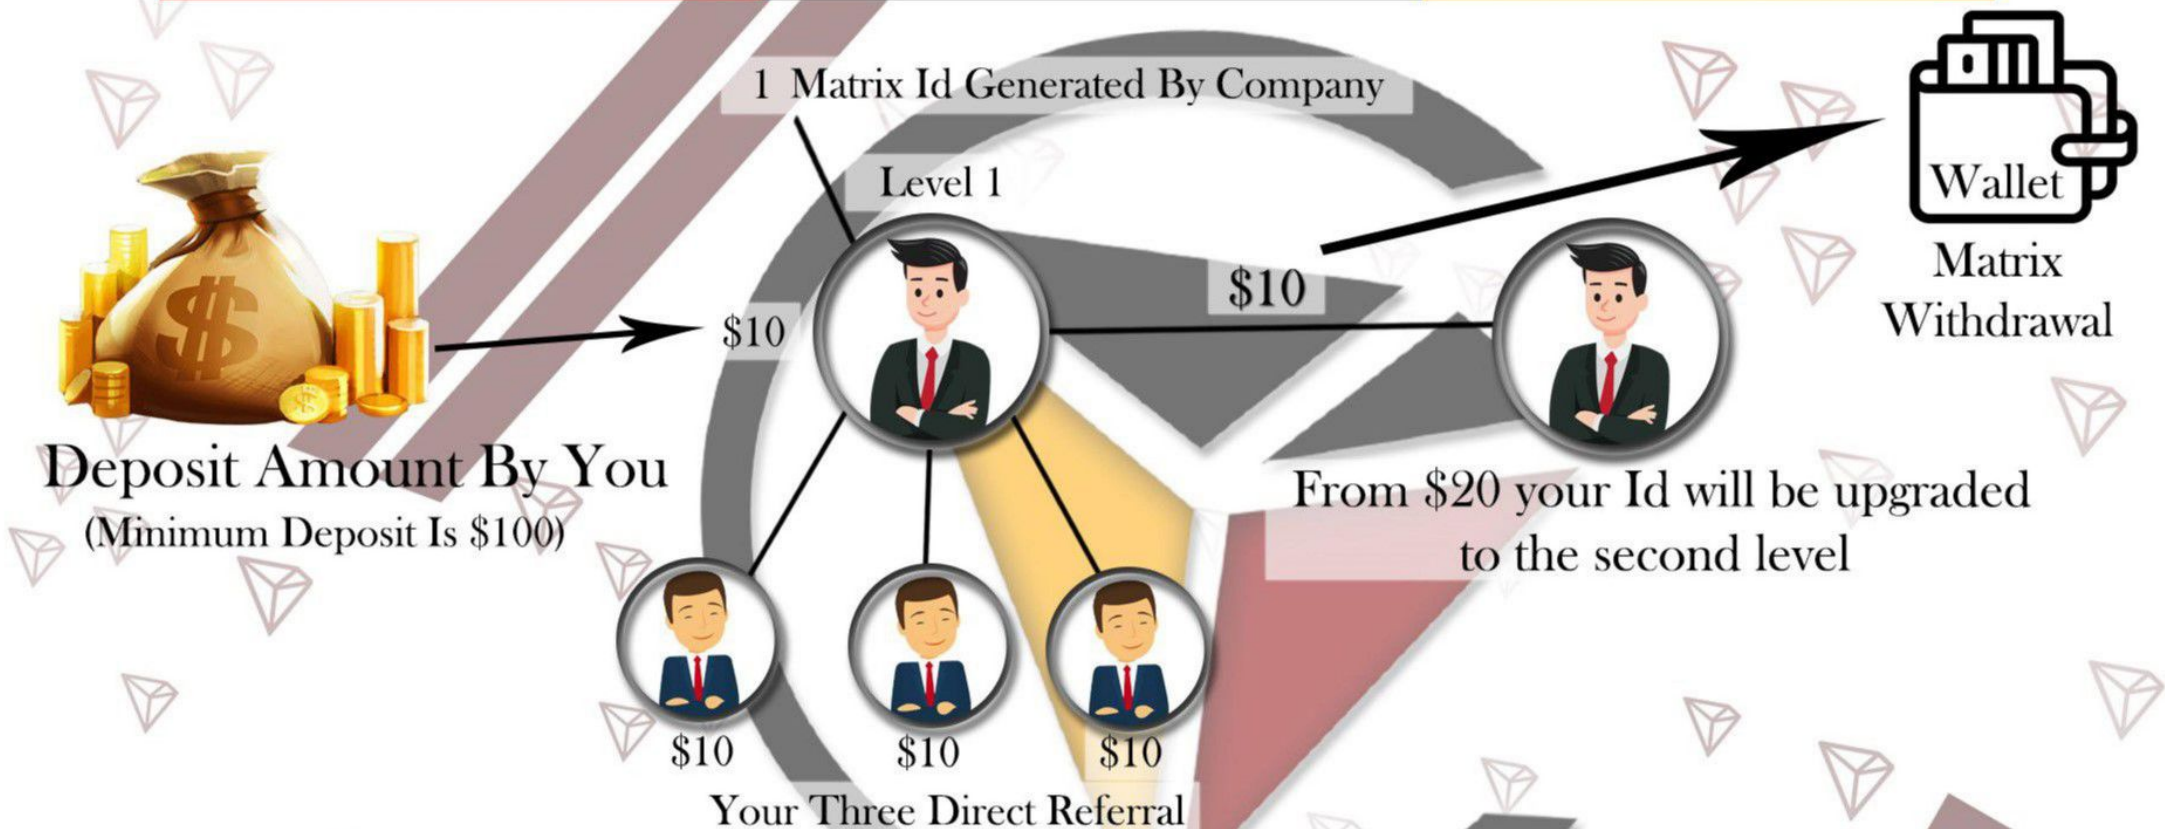 1 Matrix Id Generated By Company
Level 1
$10
$10
Wallet
Matrix
Withdrawal
Deposit Amount By You
(Minimum Deposit Is $100)
From $20 your Id will be upgraded
to the second level
$10
$10
$10
Your Three Direct Referral